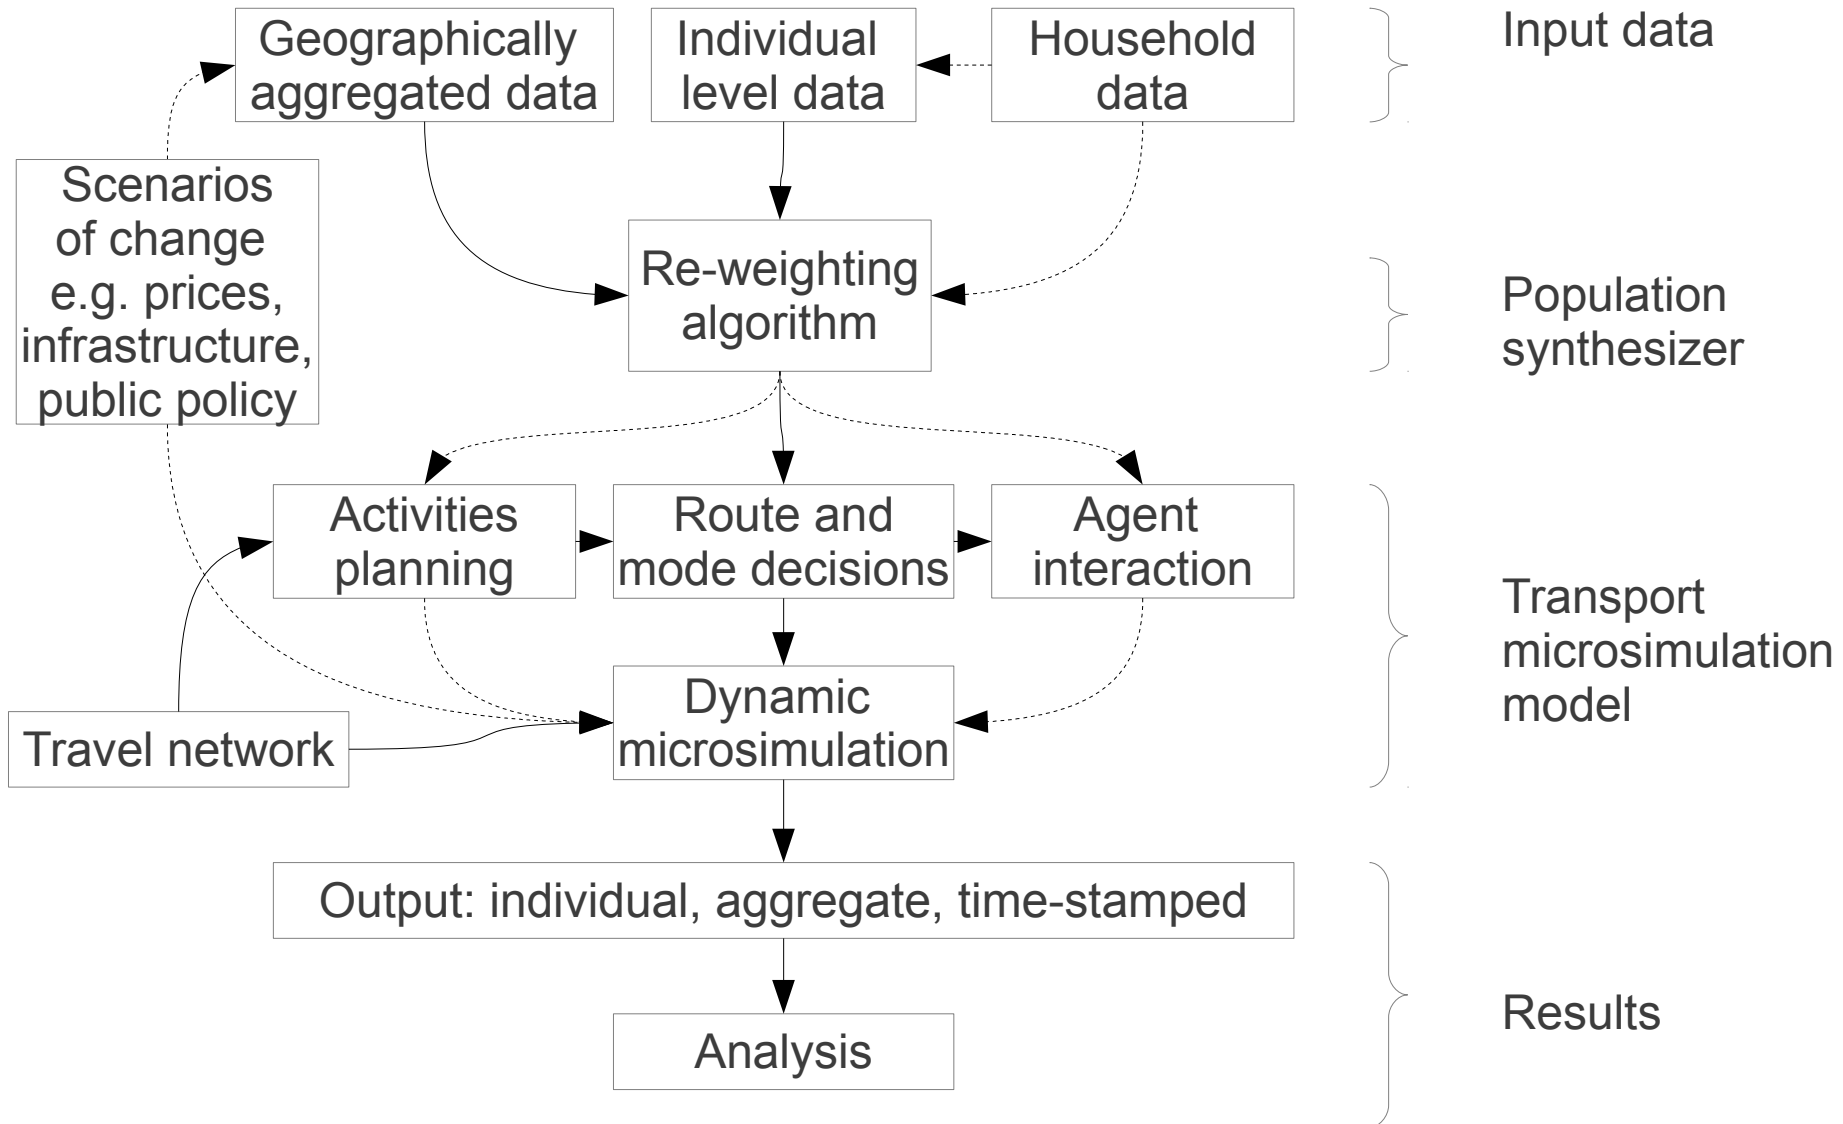 Geographically
aggregated data
Individual
level data
Household
data
Input data
Scenarios
of change
e.g. prices,
infrastructure,
public policy
Re-weighting
algorithm
Population
synthesizer
Activities
planning
Route and
mode decisions
Agent
interaction
Transport
microsimulation
model
Travel network
Dynamic
microsimulation
Output: individual, aggregate, time-stamped
Analysis
Results